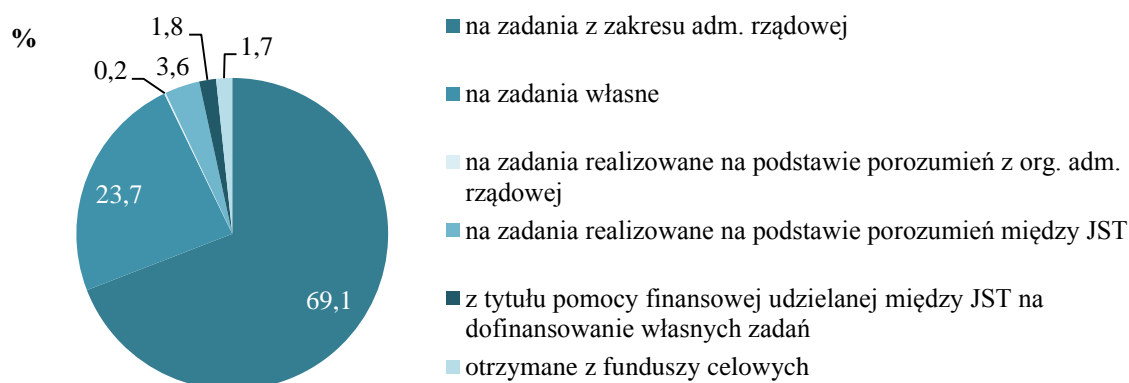 %
1,8
1,7
0,2
3,6
23,7
69,1
na zadania z zakresu adm. rządowej
na zadania własne
na zadania realizowane na podstawie porozumień z org. adm.
rządowej
na zadania realizowane na podstawie porozumień między JST
z tytułu pomocy finansowej udzielanej między JST na
dofinansowanie własnych zadań
otrzymane z funduszy celowych